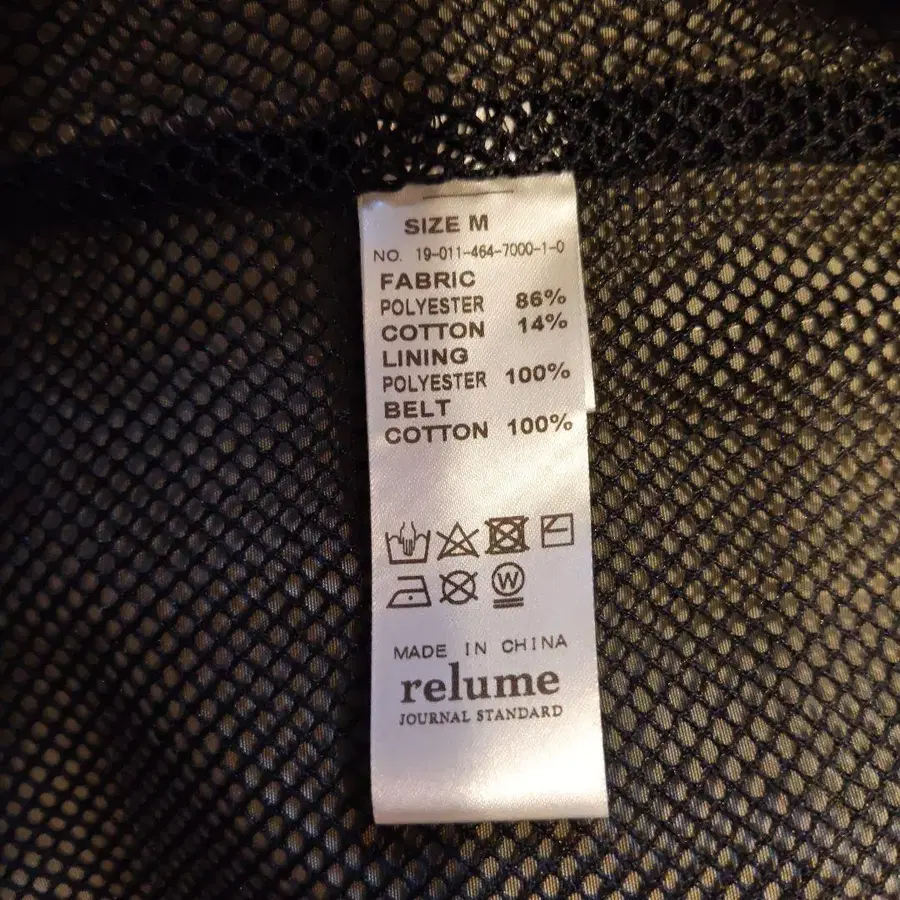 SIZE M
NO. 19-011-464-7000-1-0
FABRIC
POLYESTER 86%
COTTON 14%
LINING
POLYESTER 100%
BELT
COTTON 100%
W
MADE IN CHINA
relume
JOURNAL STANDARD